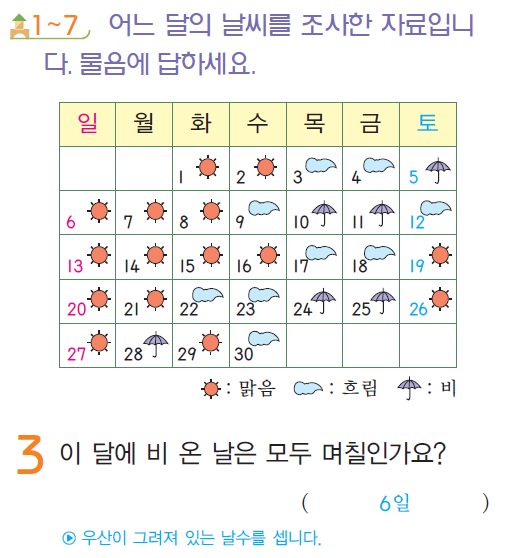 1~7 어느 달의 날씨를 조사한 자료입니
다. 물음에 답하세요.
일 월 화 수 목 금 토
1 2 3 4 5
6 7 8 9 10 11 12
13 14 15 16 17 18 19
20 21 22 23 24 25 26
27 28 29 30
: 맑음 : 흐림 : 비
3 이 달에 비 온 날은 모두 며칠인가요?
( 6일 )
우산이 그려져 있는 날수를 셉니다.